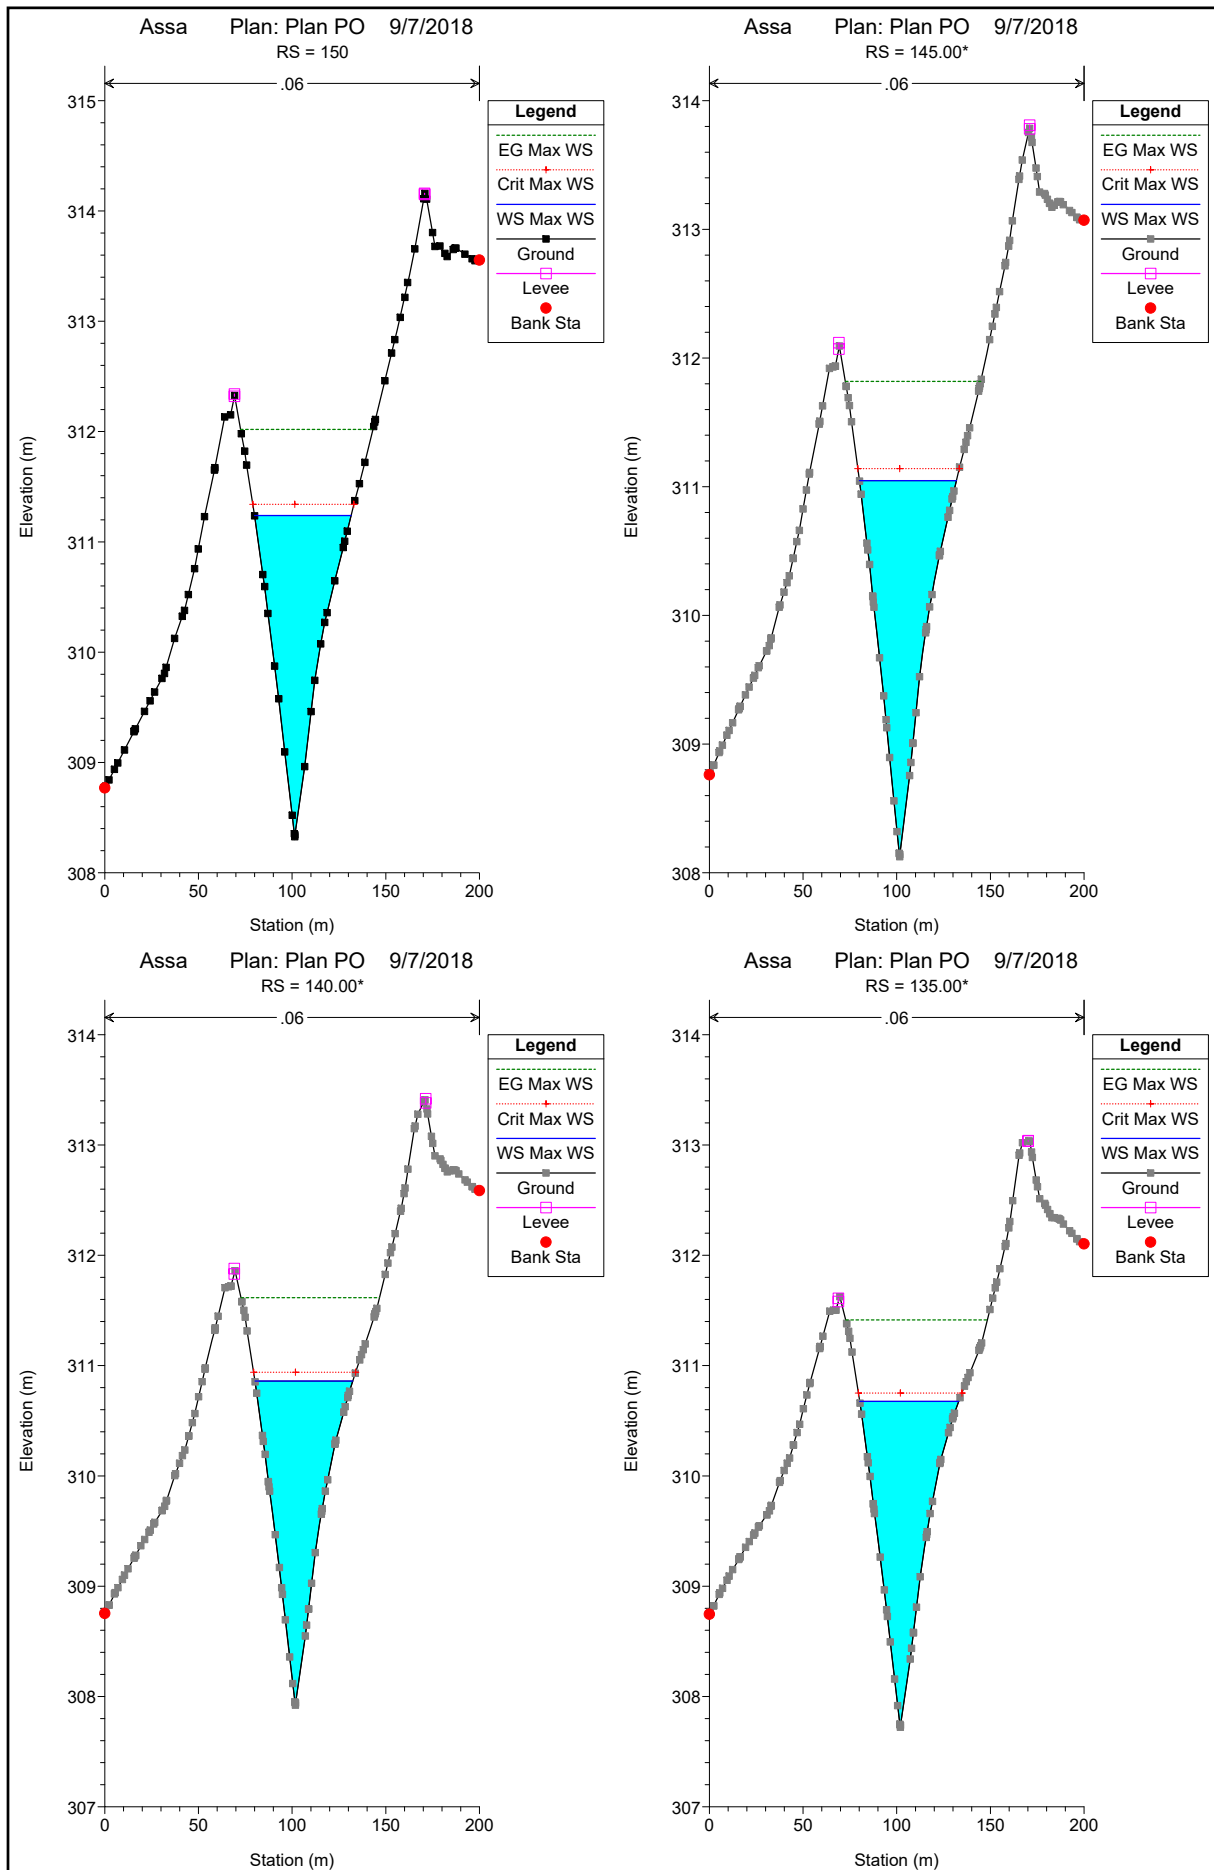 Assa Plan: Plan PO 9/7/2018
RS = 150
.06
Legend
EG Max WS
Crit Max WS
WS Max WS
Ground
Levee
Bank Sta
315
314
313
312
311
310
309
308
Elevation (m)
0 50 100 150 200
Station (m)
Assa Plan: Plan PO 9/7/2018
RS = 145.00*
.06
Legend
EG Max WS
Crit Max WS
WS Max WS
Ground
Levee
Bank Sta
314
313
312
311
310
309
308
Elevation (m)
0 50 100 150 200
Station (m)
Assa Plan: Plan PO 9/7/2018
RS = 140.00*
.06
Legend
EG Max WS
Crit Max WS
WS Max WS
Ground
Levee
Bank Sta
314
313
312
311
310
309
308
307
Elevation (m)
0 50 100 150 200
Station (m)
Assa Plan: Plan PO 9/7/2018
RS = 135.00*
.06
Legend
EG Max WS
Crit Max WS
WS Max WS
Ground
Levee
Bank Sta
314
313
312
311
310
309
308
307
Elevation (m)
0 50 100 150 200
Station (m)